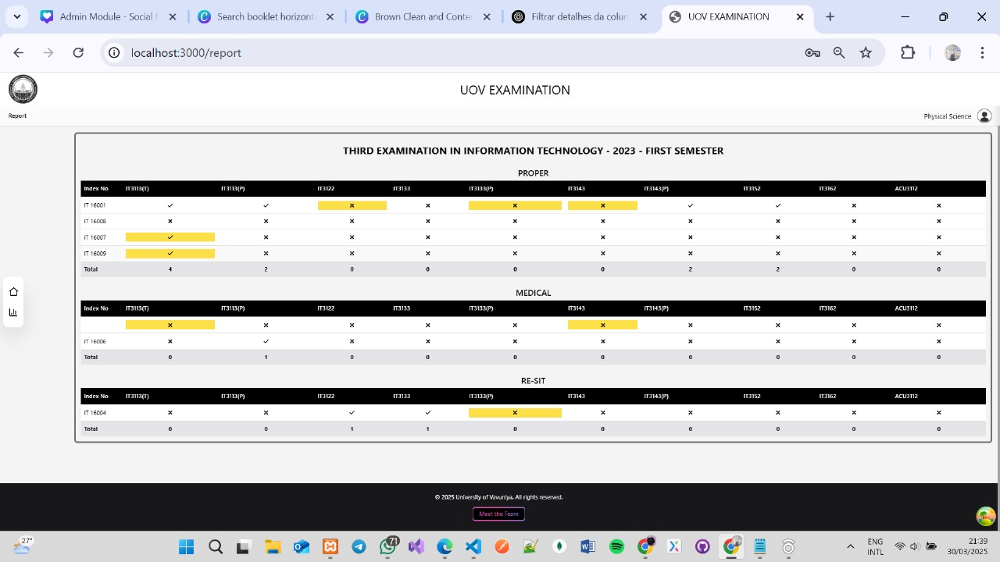 Admin Module - Social N
Search booklet horizonta
Brown Clean and Conte
Filtrar detalhes da colun
UOV EXAMINATION
localhost:3000/report
UOV EXAMINATION
Report
Physical Science
THIRD EXAMINATION IN INFORMATION TECHNOLOGY - 2023 - FIRST SEMESTER
PROPER
Index No IT3113(T) IT3113(P) IT3122 IT3133 IT3133(P) IT3143 IT3143(P) IT3152 IT3162 ACU3112
IT 16001 ✓ ✓ ✕ ✕ ✕ ✕ ✓ ✓ ✕ ✕
IT 16008 ✕ ✕ ✕ ✕ ✕ ✕ ✕ ✕ ✕ ✕
IT 16007 ✓ ✕ ✕ ✕ ✕ ✕ ✕ ✕ ✕ ✕
IT 16009 ✓ ✕ ✕ ✕ ✕ ✕ ✕ ✕ ✕ ✕
Total 4 2 0 0 0 0 2 2 0 0
MEDICAL
Index No IT3113(T) IT3113(P) IT3122 IT3133 IT3133(P) IT3143 IT3143(P) IT3152 IT3162 ACU3112
✕ ✕ ✕ ✕ ✕ ✕ ✕ ✕ ✕ ✕
IT 16006 ✕ ✓ ✕ ✕ ✕ ✕ ✕ ✕ ✕ ✕
Total 0 1 0 0 0 0 0 0 0 0
RE-SIT
Index No IT3113(T) IT3113(P) IT3122 IT3133 IT3133(P) IT3143 IT3143(P) IT3152 IT3162 ACU3112
IT 16004 ✕ ✕ ✓ ✓ ✕ ✕ ✕ ✕ ✕ ✕
Total 0 0 1 1 0 0 0 0 0 0
© 2025 University of Vavuniya. All rights reserved.
Meet the Team
27°
71
ENG
INTL
21:39
30/03/2025